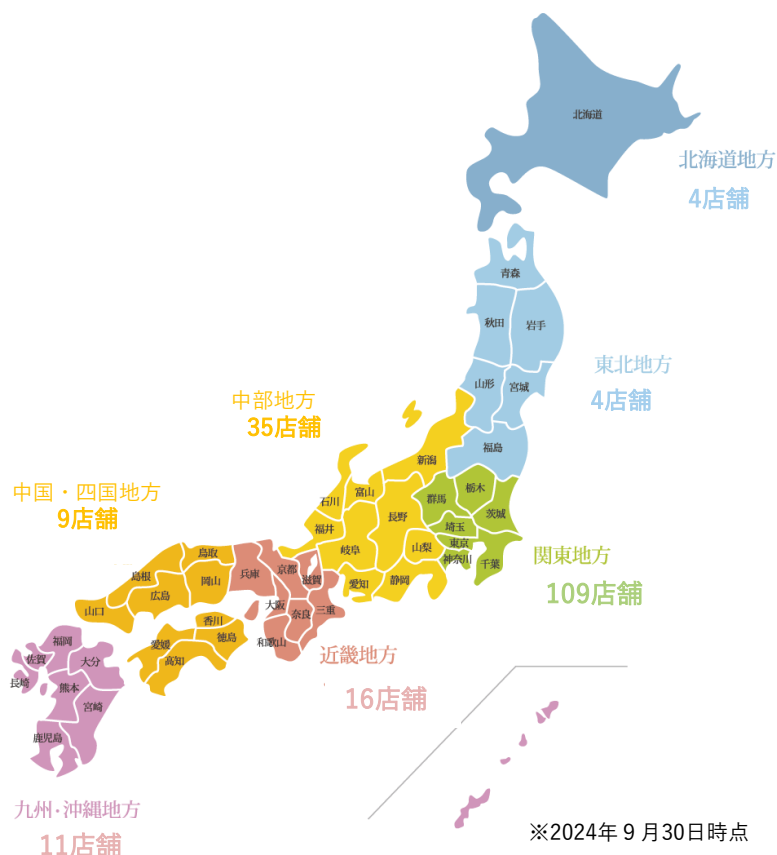 北海道
北海道地方
4店舗
青森
秋田
岩手
山形
宮城
福島
東北地方
4店舗
中部地方
35店舗
新潟
富山
石川
福井
長野
岐阜
山梨
愛知
静岡
群馬
栃木
茨城
埼玉
東京
神奈川
千葉
関東地方
109店舗
中国・四国地方
9店舗
鳥取
島根
岡山
広島
山口
香川
徳島
愛媛
高知
兵庫
京都
滋賀
大阪
奈良
三重
和歌山
近畿地方
16店舗
福岡
佐賀
長崎
大分
熊本
宮崎
鹿児島
九州・沖縄地方
11店舗
※2024年9月30日時点